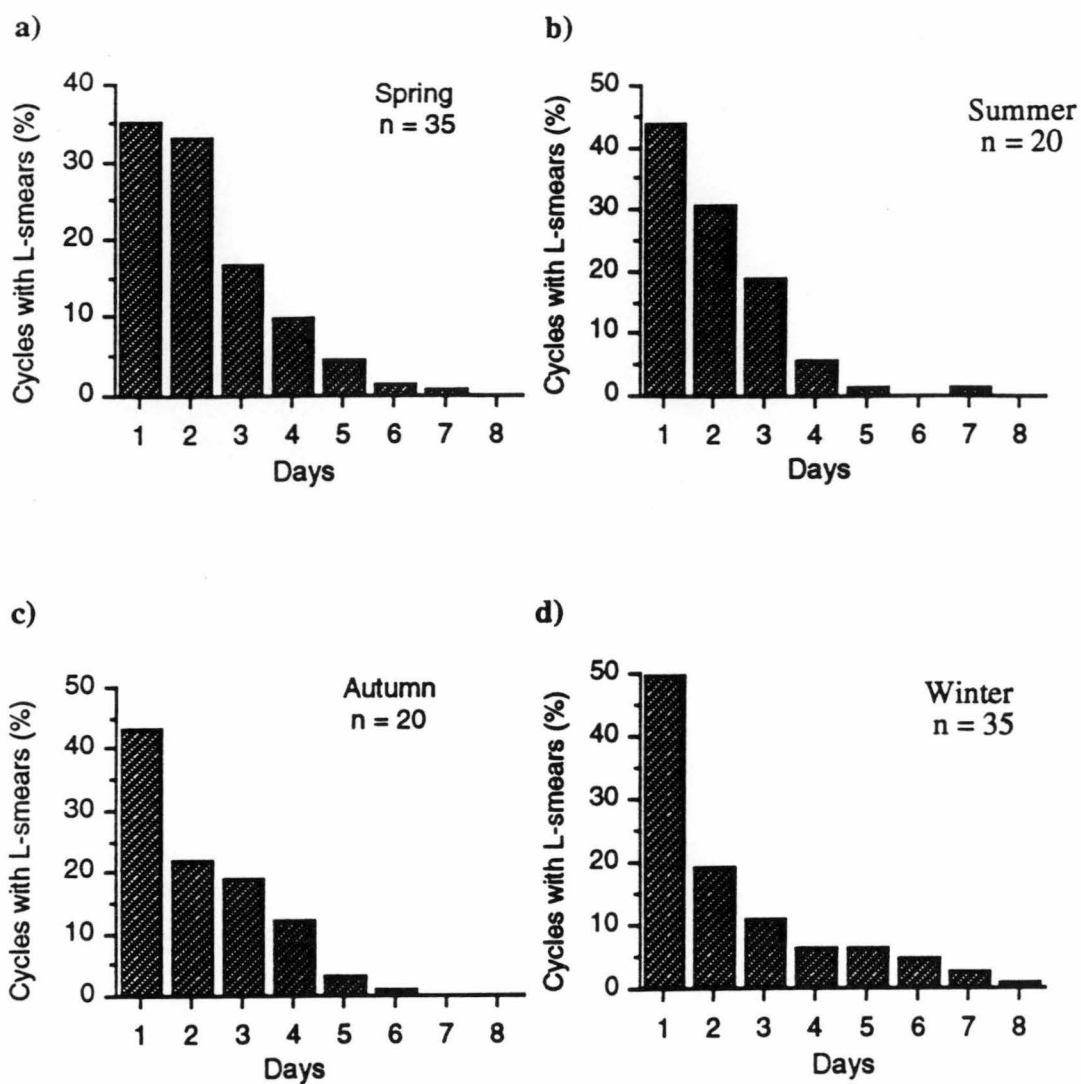 a)
Spring
n = 35
Cycles with L-smears (%)
40
30
20
10
0
1 2 3 4 5 6 7 8
Days
b)
Summer
n = 20
Cycles with L-smears (%)
50
40
30
20
10
0
1 2 3 4 5 6 7 8
Days
c)
Autumn
n = 20
Cycles with L-smears (%)
50
40
30
20
10
0
1 2 3 4 5 6 7 8
Days
d)
Winter
n = 35
Cycles with L-smears (%)
50
40
30
20
10
0
1 2 3 4 5 6 7 8
Days